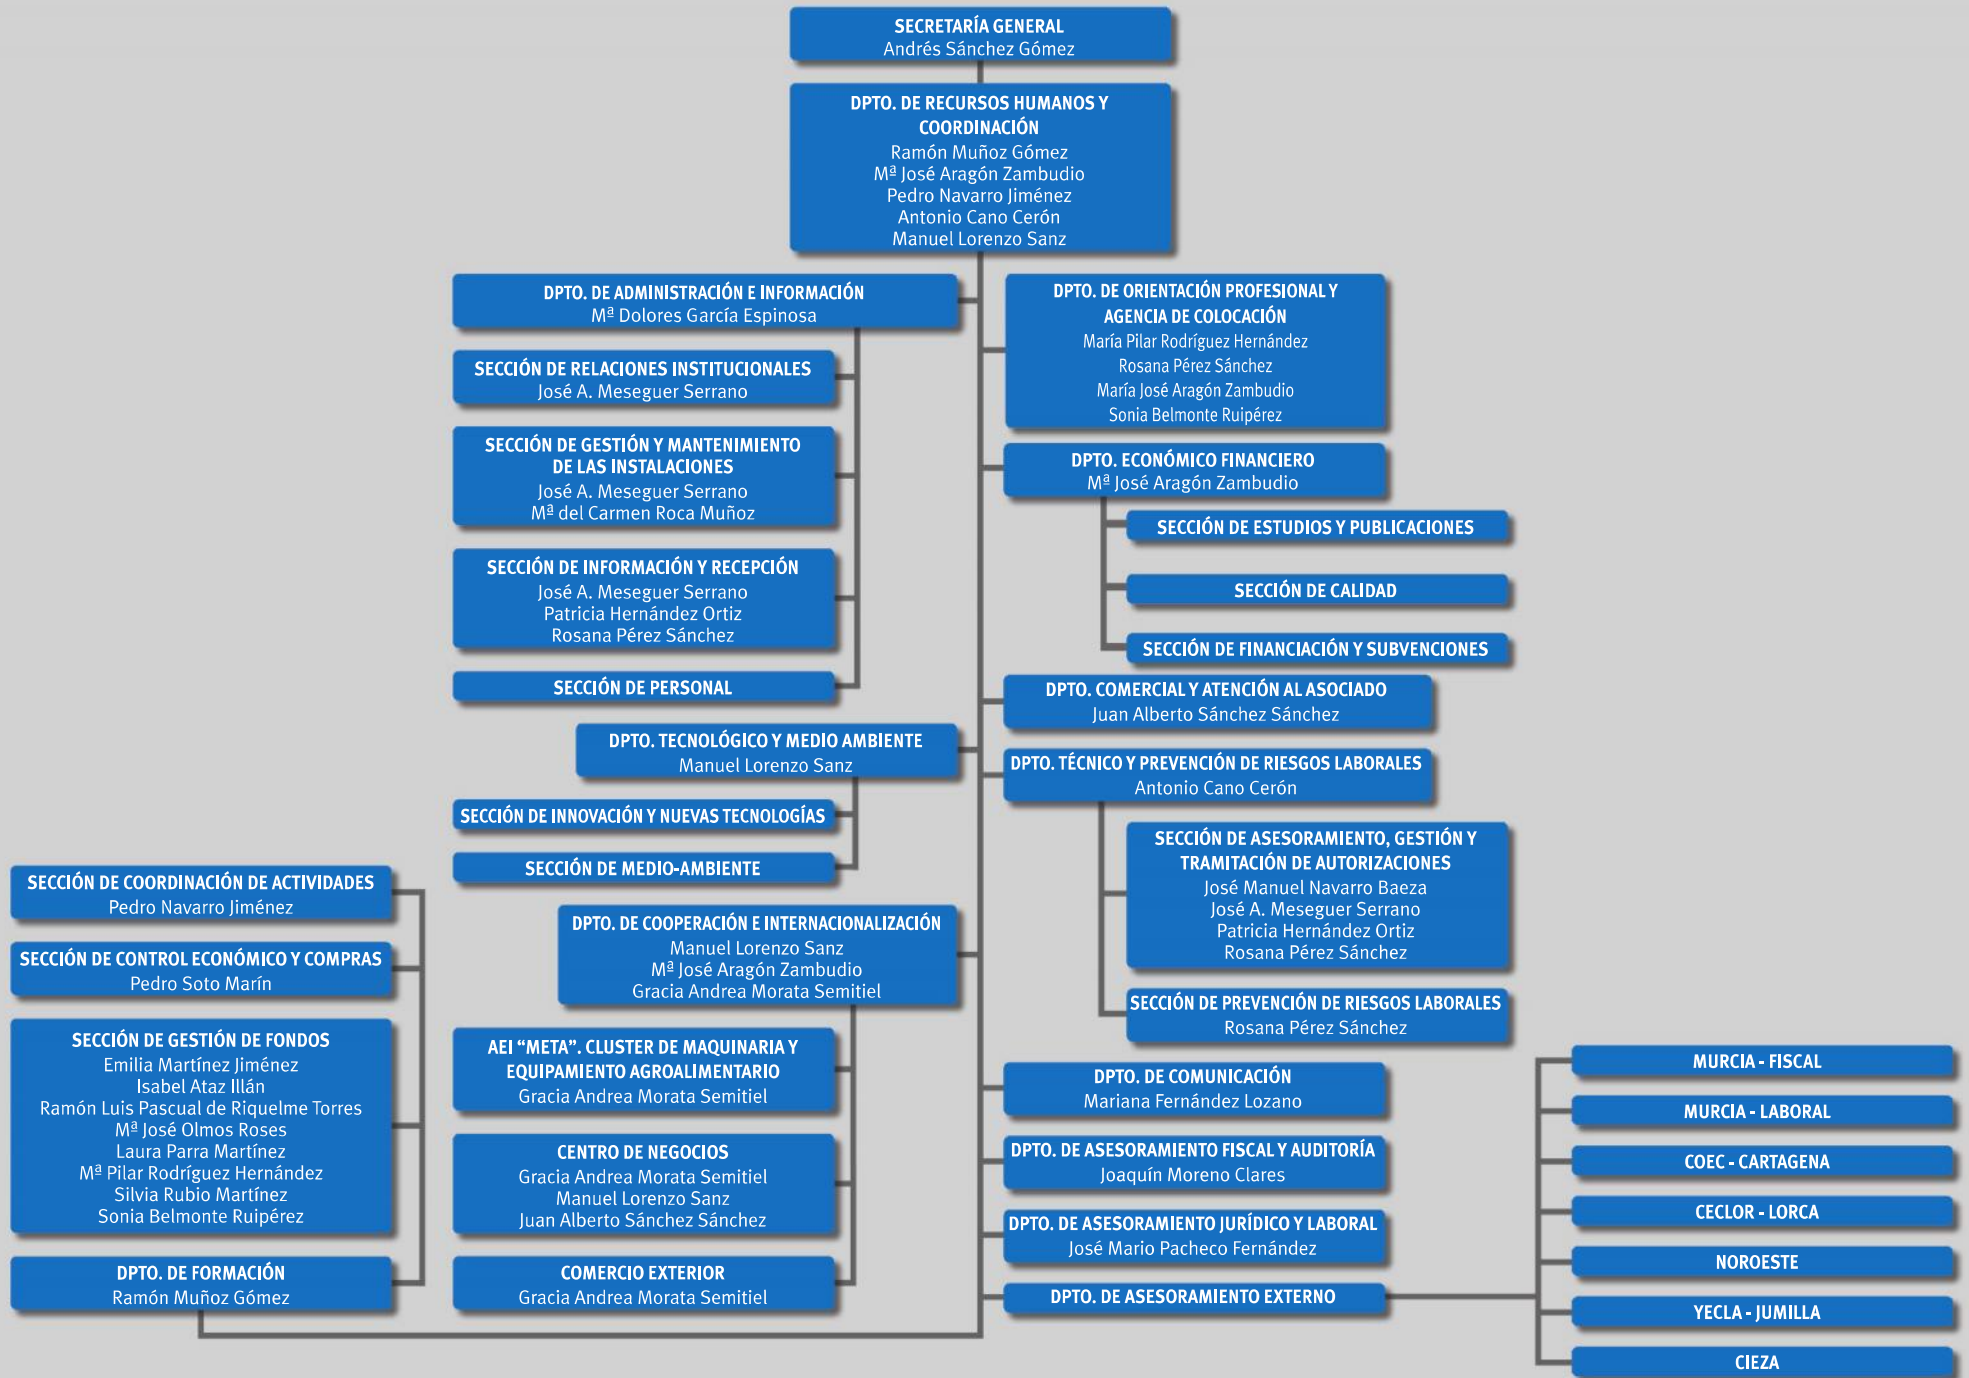 SECRETARÍA GENERAL
Andrés Sánchez Gómez
DPTO. DE RECURSOS HUMANOS Y
COORDINACIÓN
Ramón Muñoz Gómez
Mª José Aragón Zambudio
Pedro Navarro Jiménez
Antonio Cano Cerón
Manuel Lorenzo Sanz
DPTO. DE ADMINISTRACIÓN E INFORMACIÓN
Mª Dolores García Espinosa
SECCIÓN DE RELACIONES INSTITUCIONALES
José A. Meseguer Serrano
SECCIÓN DE GESTIÓN Y MANTENIMIENTO
DE LAS INSTALACIONES
José A. Meseguer Serrano
Mª del Carmen Roca Muñoz
SECCIÓN DE INFORMACIÓN Y RECEPCIÓN
José A. Meseguer Serrano
Patricia Hernández Ortiz
Rosana Pérez Sánchez
SECCIÓN DE PERSONAL
DPTO. DE ORIENTACIÓN PROFESIONAL Y
AGENCIA DE COLOCACIÓN
María Pilar Rodríguez Hernández
Rosana Pérez Sánchez
María José Aragón Zambudio
Sonia Belmonte Ruipérez
DPTO. ECONÓMICO FINANCIERO
Mª José Aragón Zambudio
SECCIÓN DE ESTUDIOS Y PUBLICACIONES
SECCIÓN DE CALIDAD
SECCIÓN DE FINANCIACIÓN Y SUBVENCIONES
DPTO. COMERCIAL Y ATENCIÓN AL ASOCIADO
Juan Alberto Sánchez Sánchez
DPTO. TECNOLÓGICO Y MEDIO AMBIENTE
Manuel Lorenzo Sanz
SECCIÓN DE INNOVACIÓN Y NUEVAS TECNOLOGÍAS
SECCIÓN DE MEDIO-AMBIENTE
DPTO. TÉCNICO Y PREVENCIÓN DE RIESGOS LABORALES
Antonio Cano Cerón
SECCIÓN DE ASESORAMIENTO, GESTIÓN Y
TRAMITACIÓN DE AUTORIZACIONES
José Manuel Navarro Baeza
José A. Meseguer Serrano
Patricia Hernández Ortiz
Rosana Pérez Sánchez
SECCIÓN DE PREVENCIÓN DE RIESGOS LABORALES
Rosana Pérez Sánchez
SECCIÓN DE COORDINACIÓN DE ACTIVIDADES
Pedro Navarro Jiménez
SECCIÓN DE CONTROL ECONÓMICO Y COMPRAS
Pedro Soto Marín
SECCIÓN DE GESTIÓN DE FONDOS
Emilia Martínez Jiménez
Isabel Ataz Illán
Ramón Luis Pascual de Riquelme Torres
Mª José Olmos Roses
Laura Parra Martínez
Mª Pilar Rodríguez Hernández
Silvia Rubio Martínez
Sonia Belmonte Ruipérez
DPTO. DE FORMACIÓN
Ramón Muñoz Gómez
DPTO. DE COOPERACIÓN E INTERNACIONALIZACIÓN
Manuel Lorenzo Sanz
Mª José Aragón Zambudio
Gracia Andrea Morata Semitiel
AEI “META”. CLUSTER DE MAQUINARIA Y
EQUIPAMIENTO AGROALIMENTARIO
Gracia Andrea Morata Semitiel
CENTRO DE NEGOCIOS
Gracia Andrea Morata Semitiel
Manuel Lorenzo Sanz
Juan Alberto Sánchez Sánchez
COMERCIO EXTERIOR
Gracia Andrea Morata Semitiel
DPTO. DE COMUNICACIÓN
Mariana Fernández Lozano
DPTO. DE ASESORAMIENTO FISCAL Y AUDITORÍA
Joaquín Moreno Clares
DPTO. DE ASESORAMIENTO JURÍDICO Y LABORAL
José Mario Pacheco Fernández
DPTO. DE ASESORAMIENTO EXTERNO
MURCIA - FISCAL
MURCIA - LABORAL
COEC - CARTAGENA
CECLOR - LORCA
NOROESTE
YECLA - JUMILLA
CIEZA